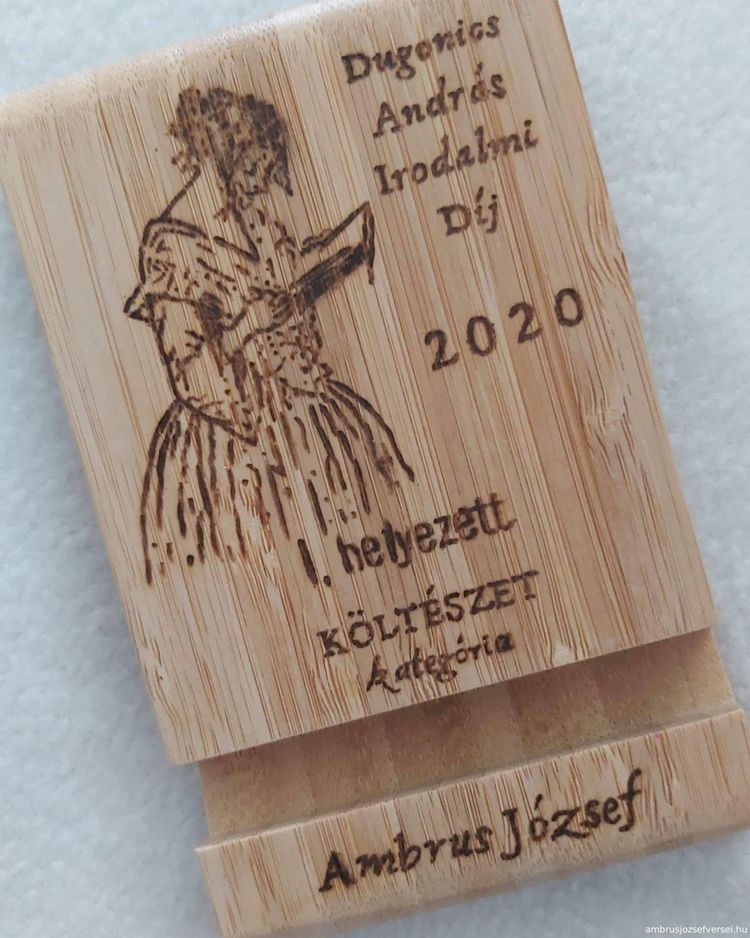 Dugonics
András
Irodalmi
Díj
2020
I. helyezett
KÖLTÉSZET
kategória
Ambrus József
ambrusjozsefversei.hu